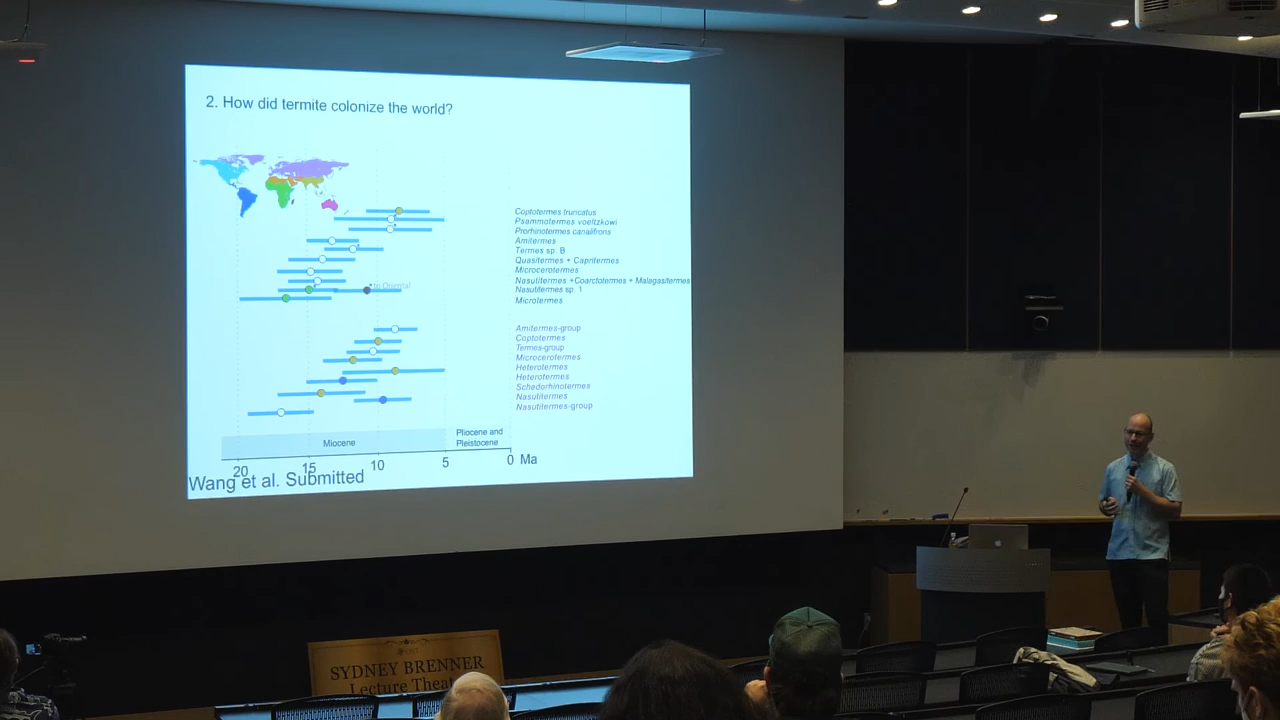 2. How did termite colonize the world?
Coptotermes truncatus
Psammotermes voeltzkowi
Prorhinotermes canalifrons
Amitermes
Termes sp. B
Quasitermes + Capritermes
Microcerotermes
Nasutitermes +Coarctotermes + Malagasitermes
to Oriental
Nasutitermes sp. 1
Microtermes
Amitermes-group
Coptotermes
Termes-group
Microcerotermes
Heterotermes
Heterotermes
Schedorhinotermes
Nasutitermes
Nasutitermes-group
Miocene
Pliocene and
Pleistocene
20 15 10 5 0 Ma
Wang et al. Submitted
SYDNEY BRENNER
Lecture Theat